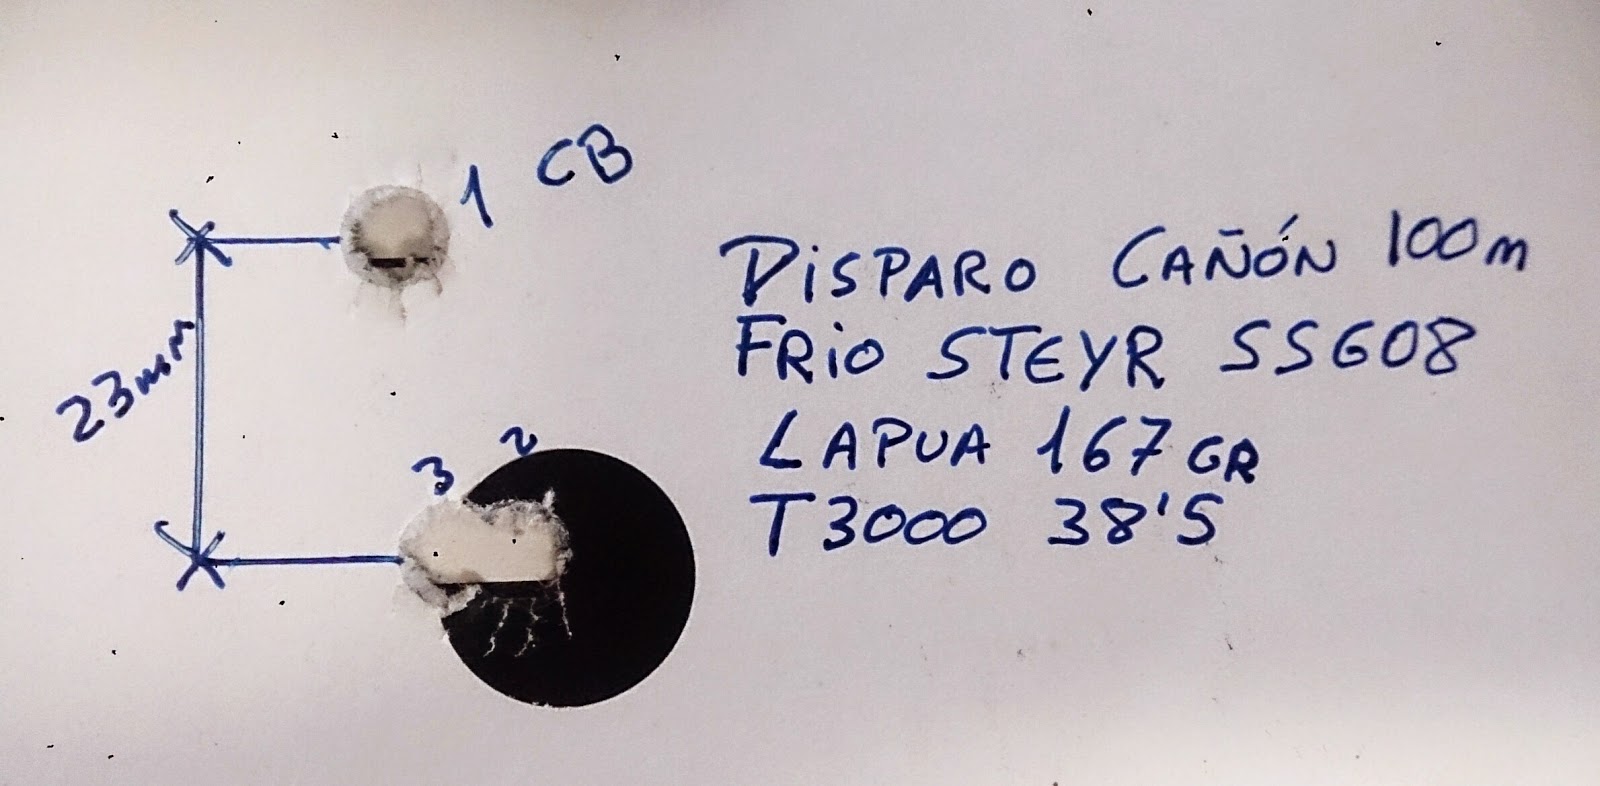 1 CB
DISPARO CAÑÓN 100m
FRIO STEYR SSG08
23mm
LAPUA 167 GR
3 2
T3000 38'5